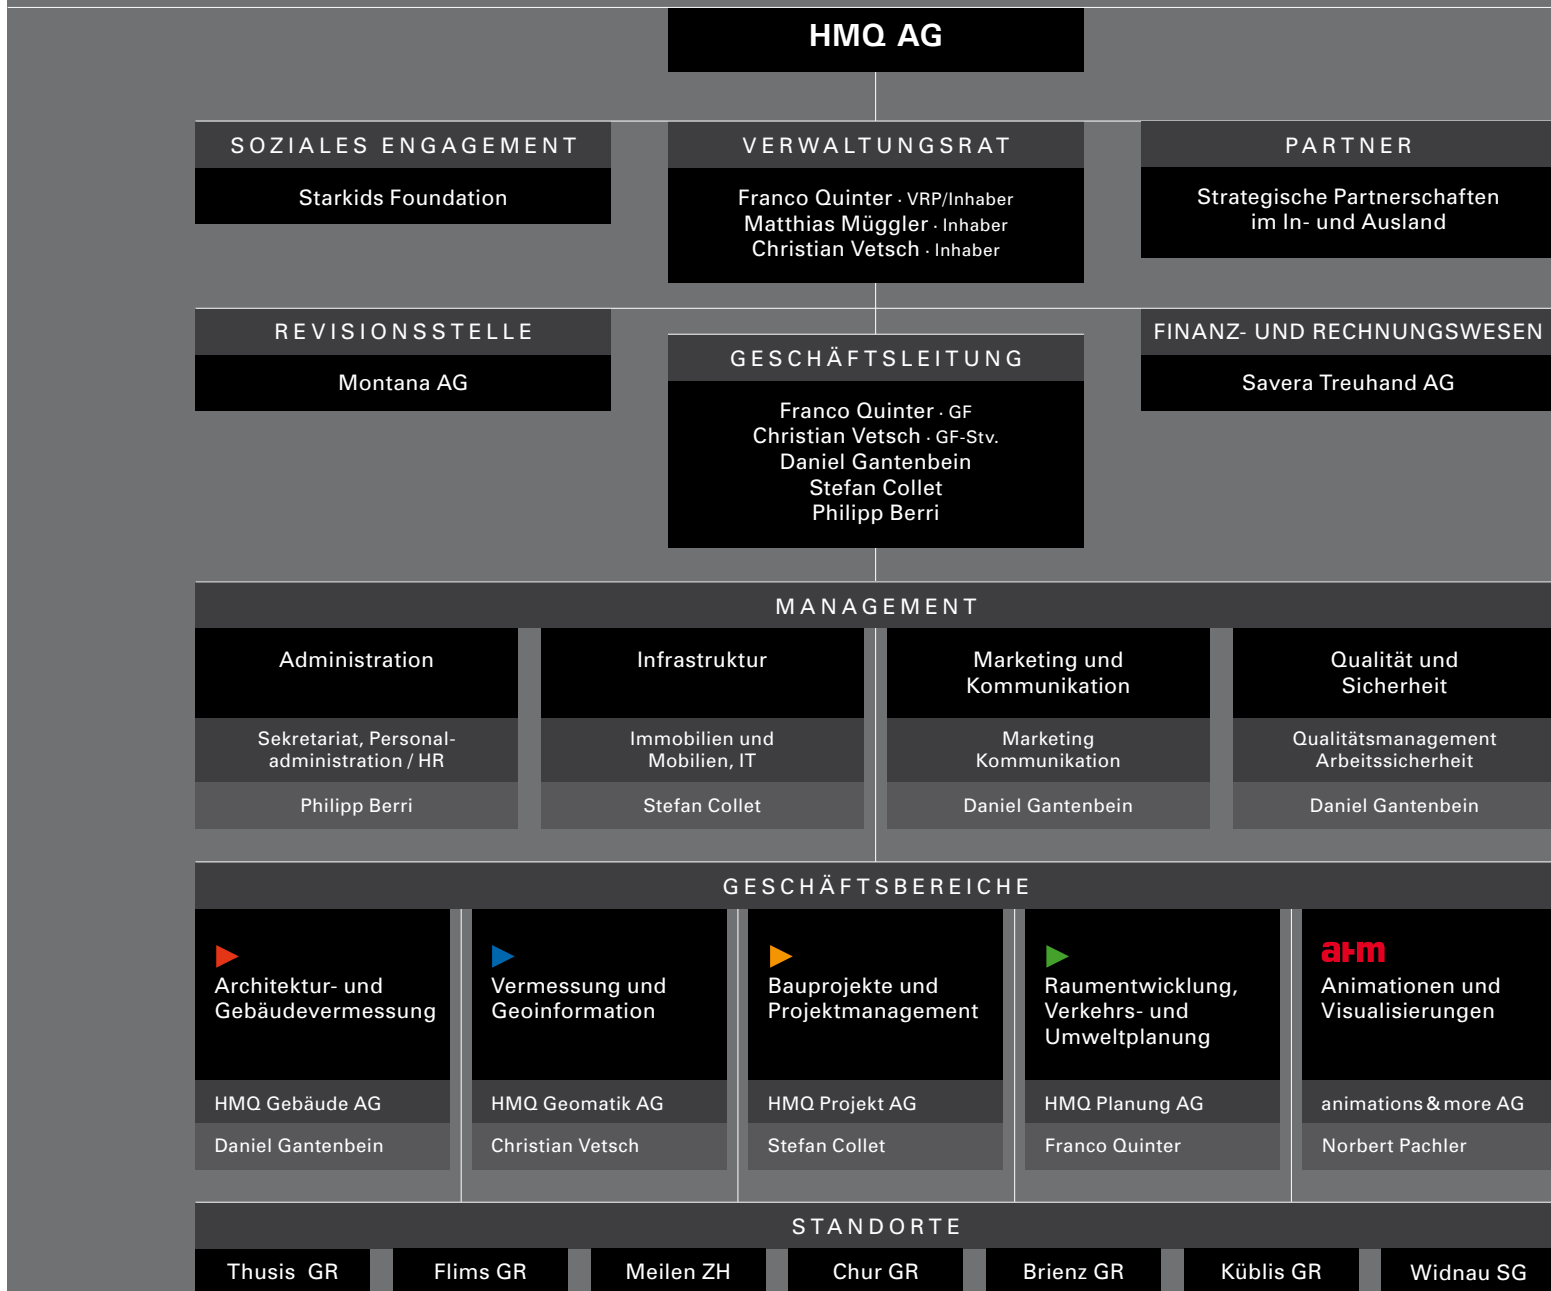 HMQ AG
SOZIALES ENGAGEMENT
Starkids Foundation
VERWALTUNGSRAT
Franco Quinter · VRP/Inhaber
Matthias Müggler · Inhaber
Christian Vetsch · Inhaber
PARTNER
Strategische Partnerschaften
im In- und Ausland
REVISIONSSTELLE
Montana AG
GESCHÄFTSLEITUNG
Franco Quinter · GF
Christian Vetsch · GF-Stv.
Daniel Gantenbein
Stefan Collet
Philipp Berri
FINANZ- UND RECHNUNGSWESEN
Savera Treuhand AG
MANAGEMENT
Administration
Sekretariat, Personal-
administration / HR
Philipp Berri
Infrastruktur
Immobilien und
Mobilien, IT
Stefan Collet
Marketing und
Kommunikation
Marketing
Kommunikation
Daniel Gantenbein
Qualität und
Sicherheit
Qualitätsmanagement
Arbeitssicherheit
Daniel Gantenbein
GESCHÄFTSBEREICHE
Architektur- und
Gebäudevermessung
HMQ Gebäude AG
Daniel Gantenbein
Vermessung und
Geoinformation
HMQ Geomatik AG
Christian Vetsch
Bauprojekte und
Projektmanagement
HMQ Projekt AG
Stefan Collet
Raumentwicklung,
Verkehrs- und
Umweltplanung
HMQ Planung AG
Franco Quinter
a+m
Animationen und
Visualisierungen
animations & more AG
Norbert Pachler
STANDORTE
Thusis GR
Flims GR
Meilen ZH
Chur GR
Brienz GR
Küblis GR
Widnau SG